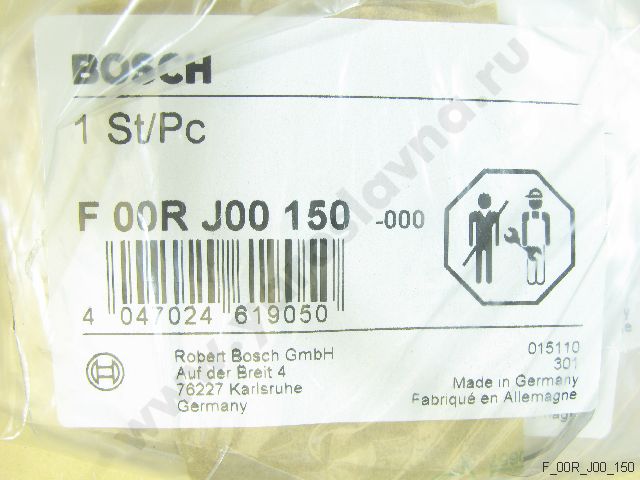 BOSCH
1 St/Pc
F 00R J00 150 -000
4 047024 619050
Robert Bosch GmbH
Auf der Breit 4
76227 Karlsruhe
Germany
015110
301
Made in Germany
Fabriqué en Allemagne
F_00R_J00_150